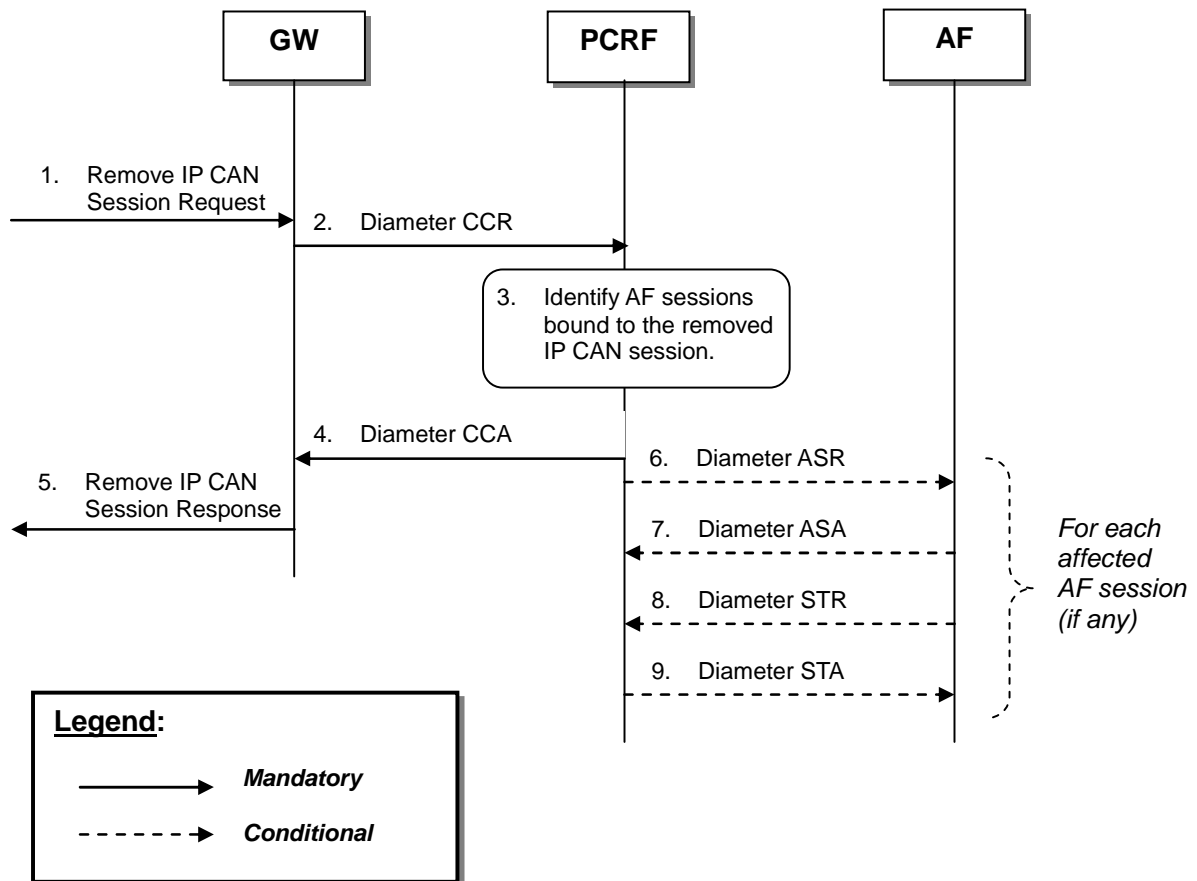 GW
PCRF
AF
1. Remove IP CAN
Session Request
2. Diameter CCR
3. Identify AF sessions
bound to the removed
IP CAN session.
4. Diameter CCA
5. Remove IP CAN
Session Response
6. Diameter ASR
7. Diameter ASA
8. Diameter STR
9. Diameter STA
For each
affected
AF session
(if any)
Legend:
Mandatory
Conditional